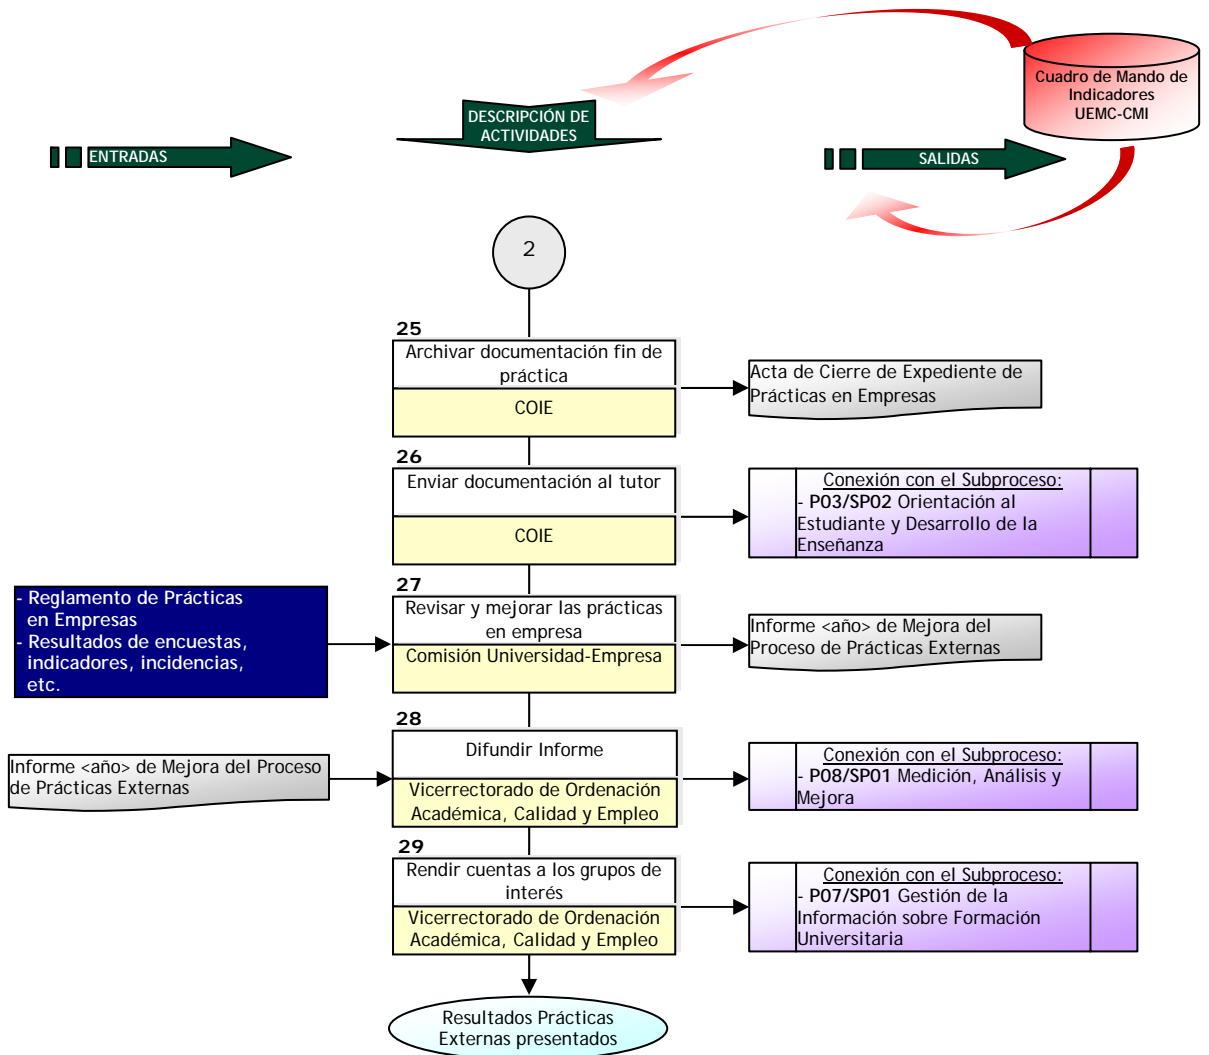 Cuadro de Mando de
Indicadores
UEMC-CMI
DESCRIPCIÓN DE
ACTIVIDADES
ENTRADAS
SALIDAS
2
25
Archivar documentación fin de
práctica
COIE
Acta de Cierre de Expediente de
Prácticas en Empresas
26
Enviar documentación al tutor
COIE
Conexión con el Subproceso:
- P03/SP02 Orientación al
Estudiante y Desarrollo de la
Enseñanza
- Reglamento de Prácticas
en Empresas
- Resultados de encuestas,
indicadores, incidencias,
etc.
27
Revisar y mejorar las prácticas
en empresa
Comisión Universidad-Empresa
Informe <año> de Mejora del
Proceso de Prácticas Externas
Informe <año> de Mejora del Proceso
de Prácticas Externas
28
Difundir Informe
Vicerrectorado de Ordenación
Académica, Calidad y Empleo
Conexión con el Subproceso:
- P08/SP01 Medición, Análisis y
Mejora
29
Rendir cuentas a los grupos de
interés
Vicerrectorado de Ordenación
Académica, Calidad y Empleo
Conexión con el Subproceso:
- P07/SP01 Gestión de la
Información sobre Formación
Universitaria
Resultados Prácticas
Externas presentados